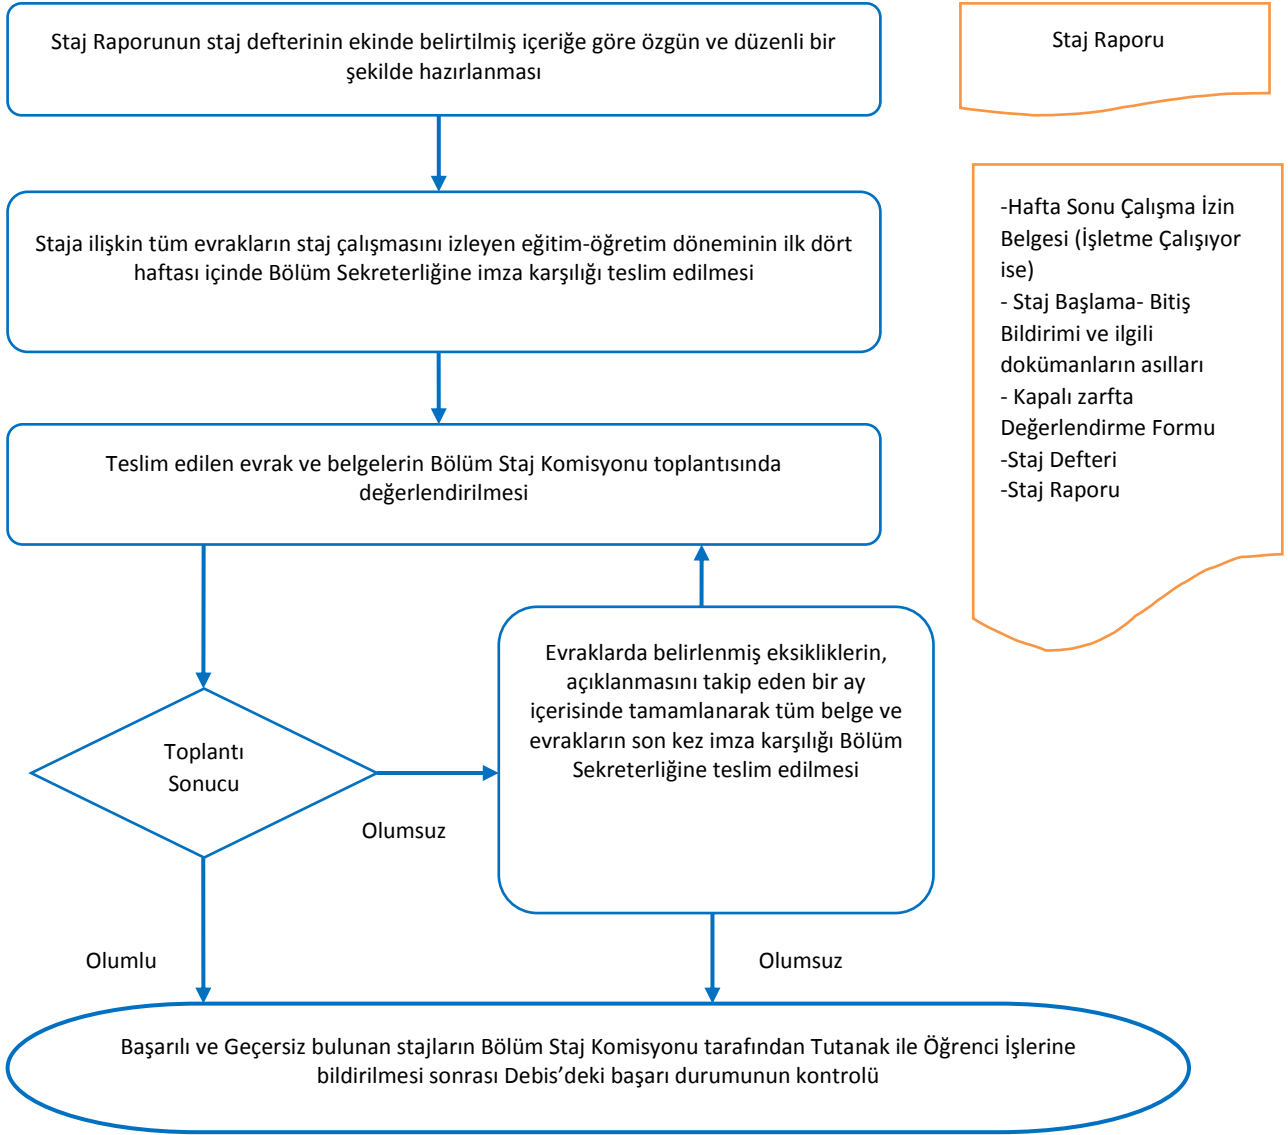 Staj Raporunun staj defterinin ekinde belirtilmiş içeriğe göre özgün ve düzenli bir
şekilde hazırlanması
Staj Raporu
Staja ilişkin tüm evrakların staj çalışmasını izleyen eğitim-öğretim döneminin ilk dört
haftası içinde Bölüm Sekreterliğine imza karşılığı teslim edilmesi
-Hafta Sonu Çalışma İzin
Belgesi (İşletme Çalışıyor
ise)
- Staj Başlama- Bitiş
Bildirimi ve ilgili
dokümanların asılları
- Kapalı zarfta
Değerlendirme Formu
-Staj Defteri
-Staj Raporu
Teslim edilen evrak ve belgelerin Bölüm Staj Komisyonu toplantısında
değerlendirilmesi
Evraklarda belirlenmiş eksikliklerin,
açıklanmasını takip eden bir ay
içerisinde tamamlanarak tüm belge ve
evrakların son kez imza karşılığı Bölüm
Sekreterliğine teslim edilmesi
Toplantı
Sonucu
Olumsuz
Olumlu
Olumsuz
Başarılı ve Geçersiz bulunan stajların Bölüm Staj Komisyonu tarafından Tutanak ile Öğrenci İşlerine
bildirilmesi sonrası Debis’deki başarı durumunun kontrolü